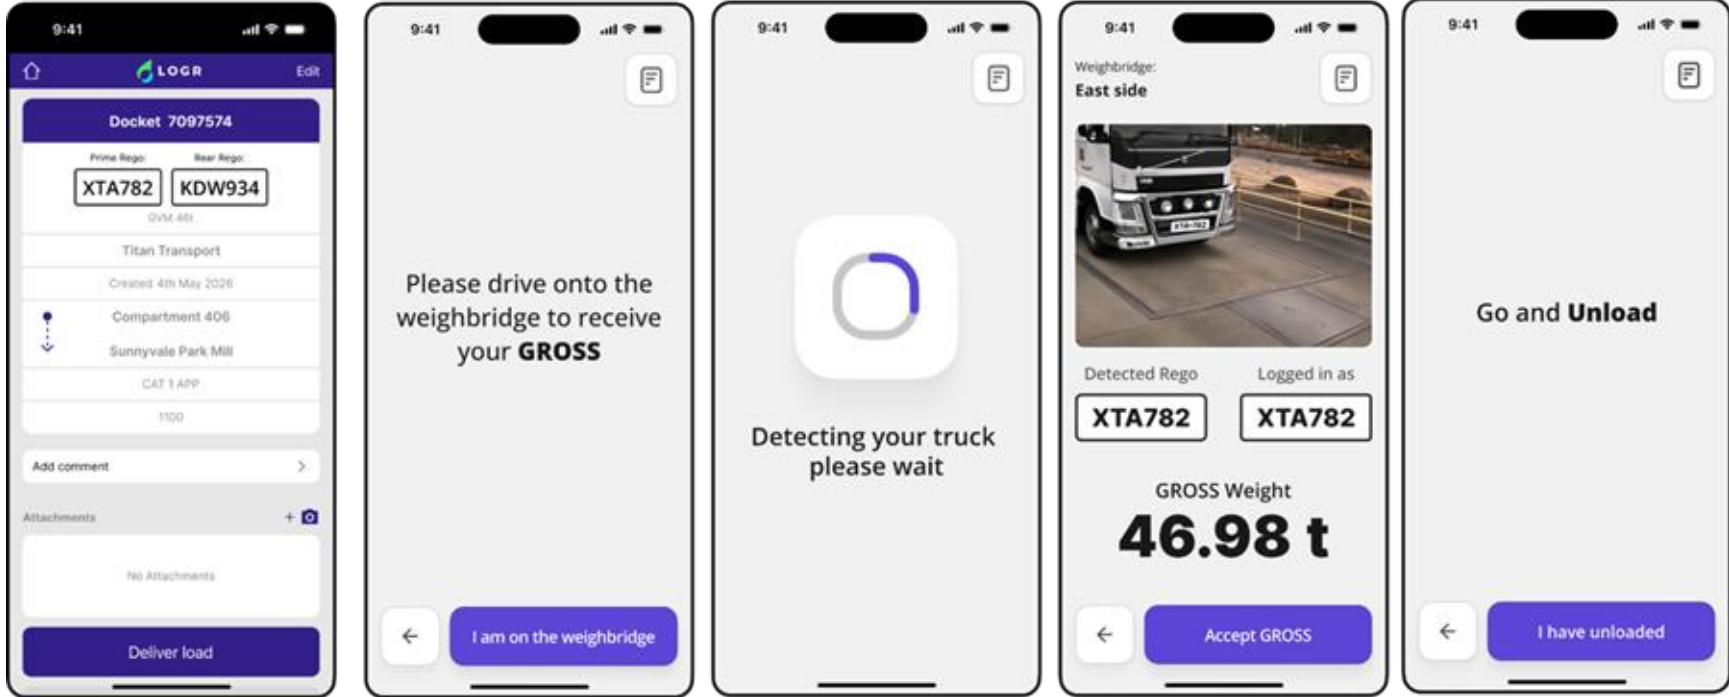 9:41
LOGR
Edit
Docket 7097574
Prime Rego:
Rear Rego:
XTA782
KDW934
GVM 46t
Titan Transport
Created 4th May 2026
Compartment 406
Sunnyvale Park Mill
CAT 1 APP
1100
Add comment
Attachments
+
No Attachments
Deliver load
9:41
Please drive onto the
weighbridge to receive
your GROSS
I am on the weighbridge
9:41
Detecting your truck
please wait
9:41
Weighbridge:
East side
XTA-782
Detected Rego
Logged in as
XTA782
XTA782
GROSS Weight
46.98 t
Accept GROSS
9:41
Go and Unload
I have unloaded